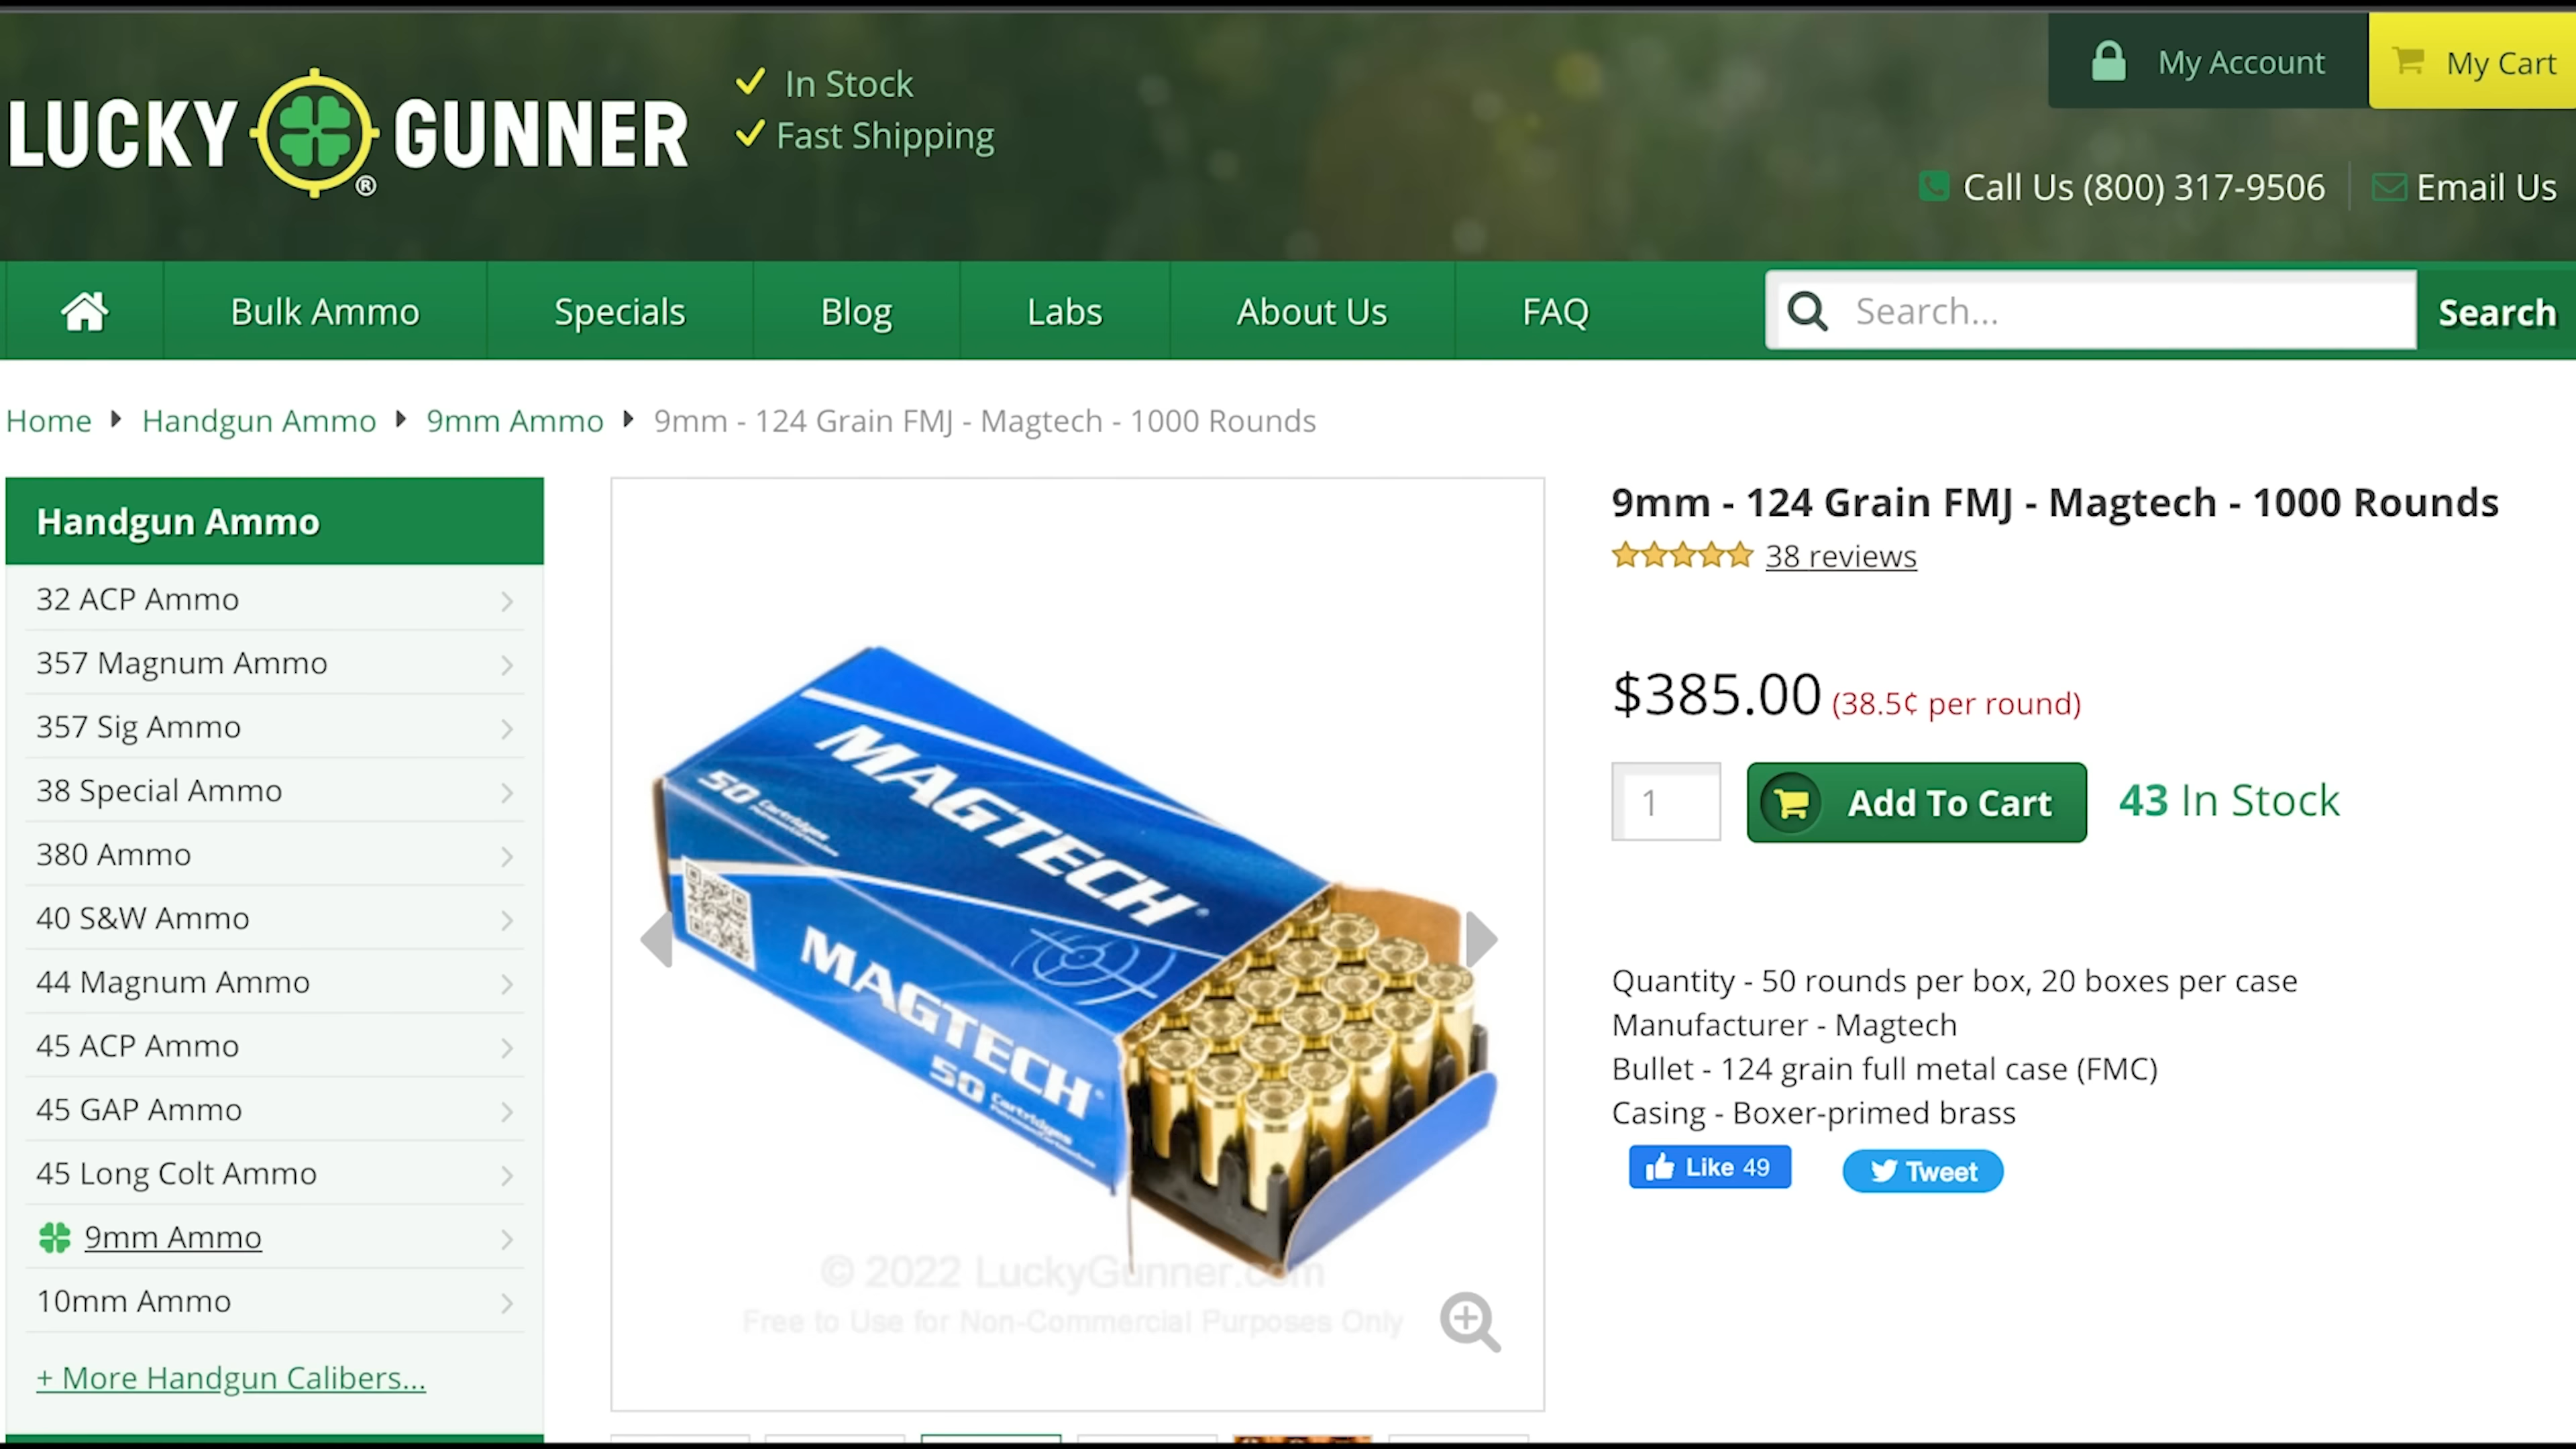 LUCKY GUNNER®
In Stock
Fast Shipping
My Account
My Cart
Call Us (800) 317-9506
Email Us
Bulk Ammo
Specials
Blog
Labs
About Us
FAQ
Search...
Search
Home
Handgun Ammo
9mm Ammo
9mm - 124 Grain FMJ - Magtech - 1000 Rounds
Handgun Ammo
32 ACP Ammo
357 Magnum Ammo
357 Sig Ammo
38 Special Ammo
380 Ammo
40 S&W Ammo
44 Magnum Ammo
45 ACP Ammo
45 GAP Ammo
45 Long Colt Ammo
9mm Ammo
10mm Ammo
+ More Handgun Calibers...
MAGTECH
50 Cartridges
MAGTECH
50 Cartridges
© 2022 LuckyGunner.com
Free to Use for Non-Commercial Purposes Only
9mm - 124 Grain FMJ - Magtech - 1000 Rounds
38 reviews
$385.00 (38.5¢ per round)
1
Add To Cart
43 In Stock
Quantity - 50 rounds per box, 20 boxes per case
Manufacturer - Magtech
Bullet - 124 grain full metal case (FMC)
Casing - Boxer-primed brass
Like 49
Tweet